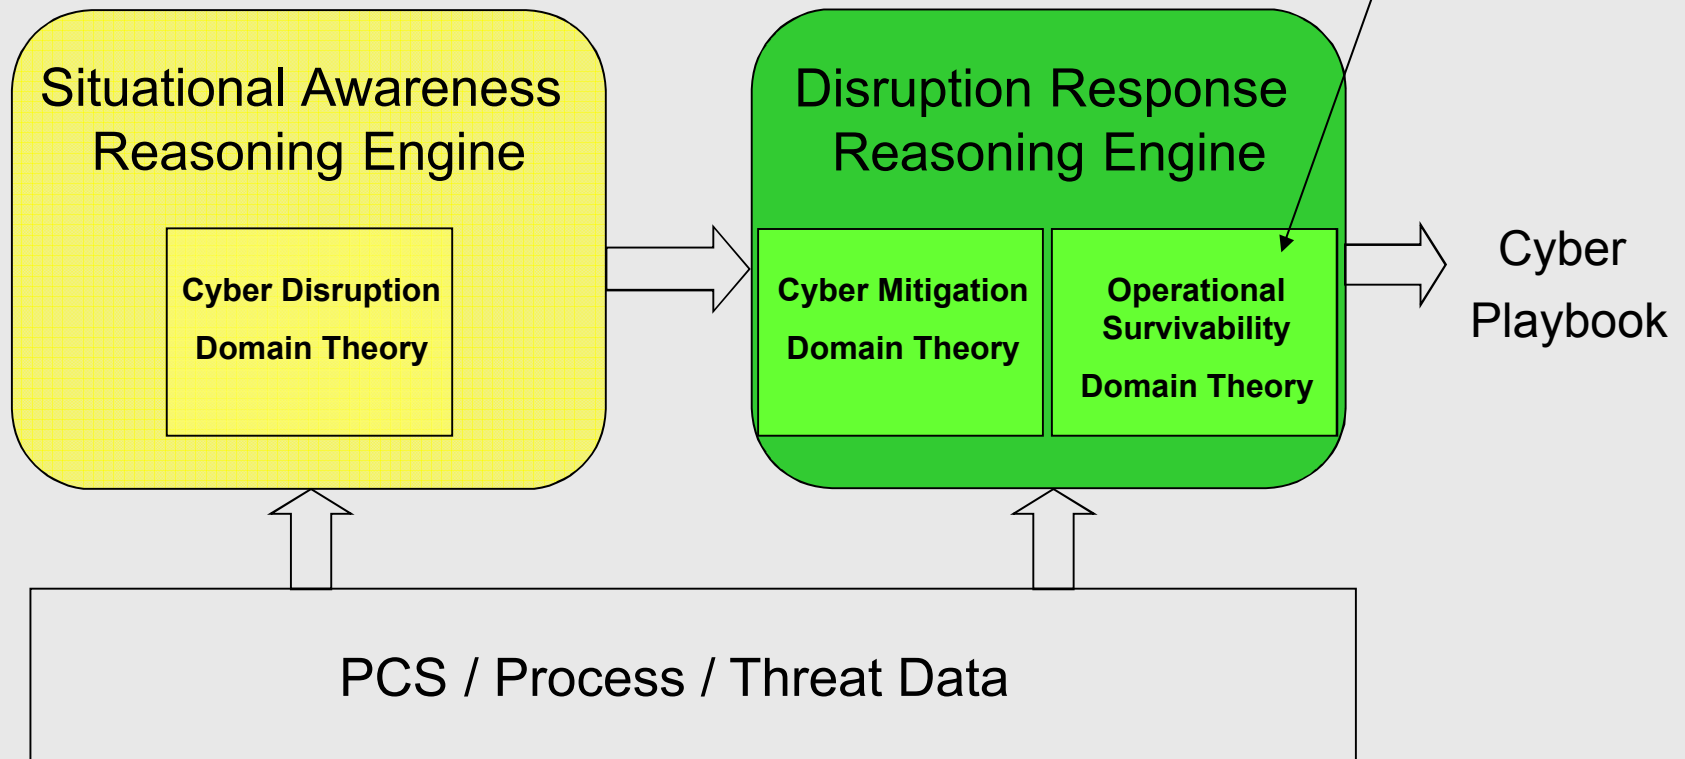 Situational Awareness
Reasoning Engine
Cyber Disruption
Domain Theory
Disruption Response
Reasoning Engine
Cyber Mitigation
Domain Theory
Operational
Survivability
Domain Theory
Cyber
Playbook
PCS / Process / Threat Data